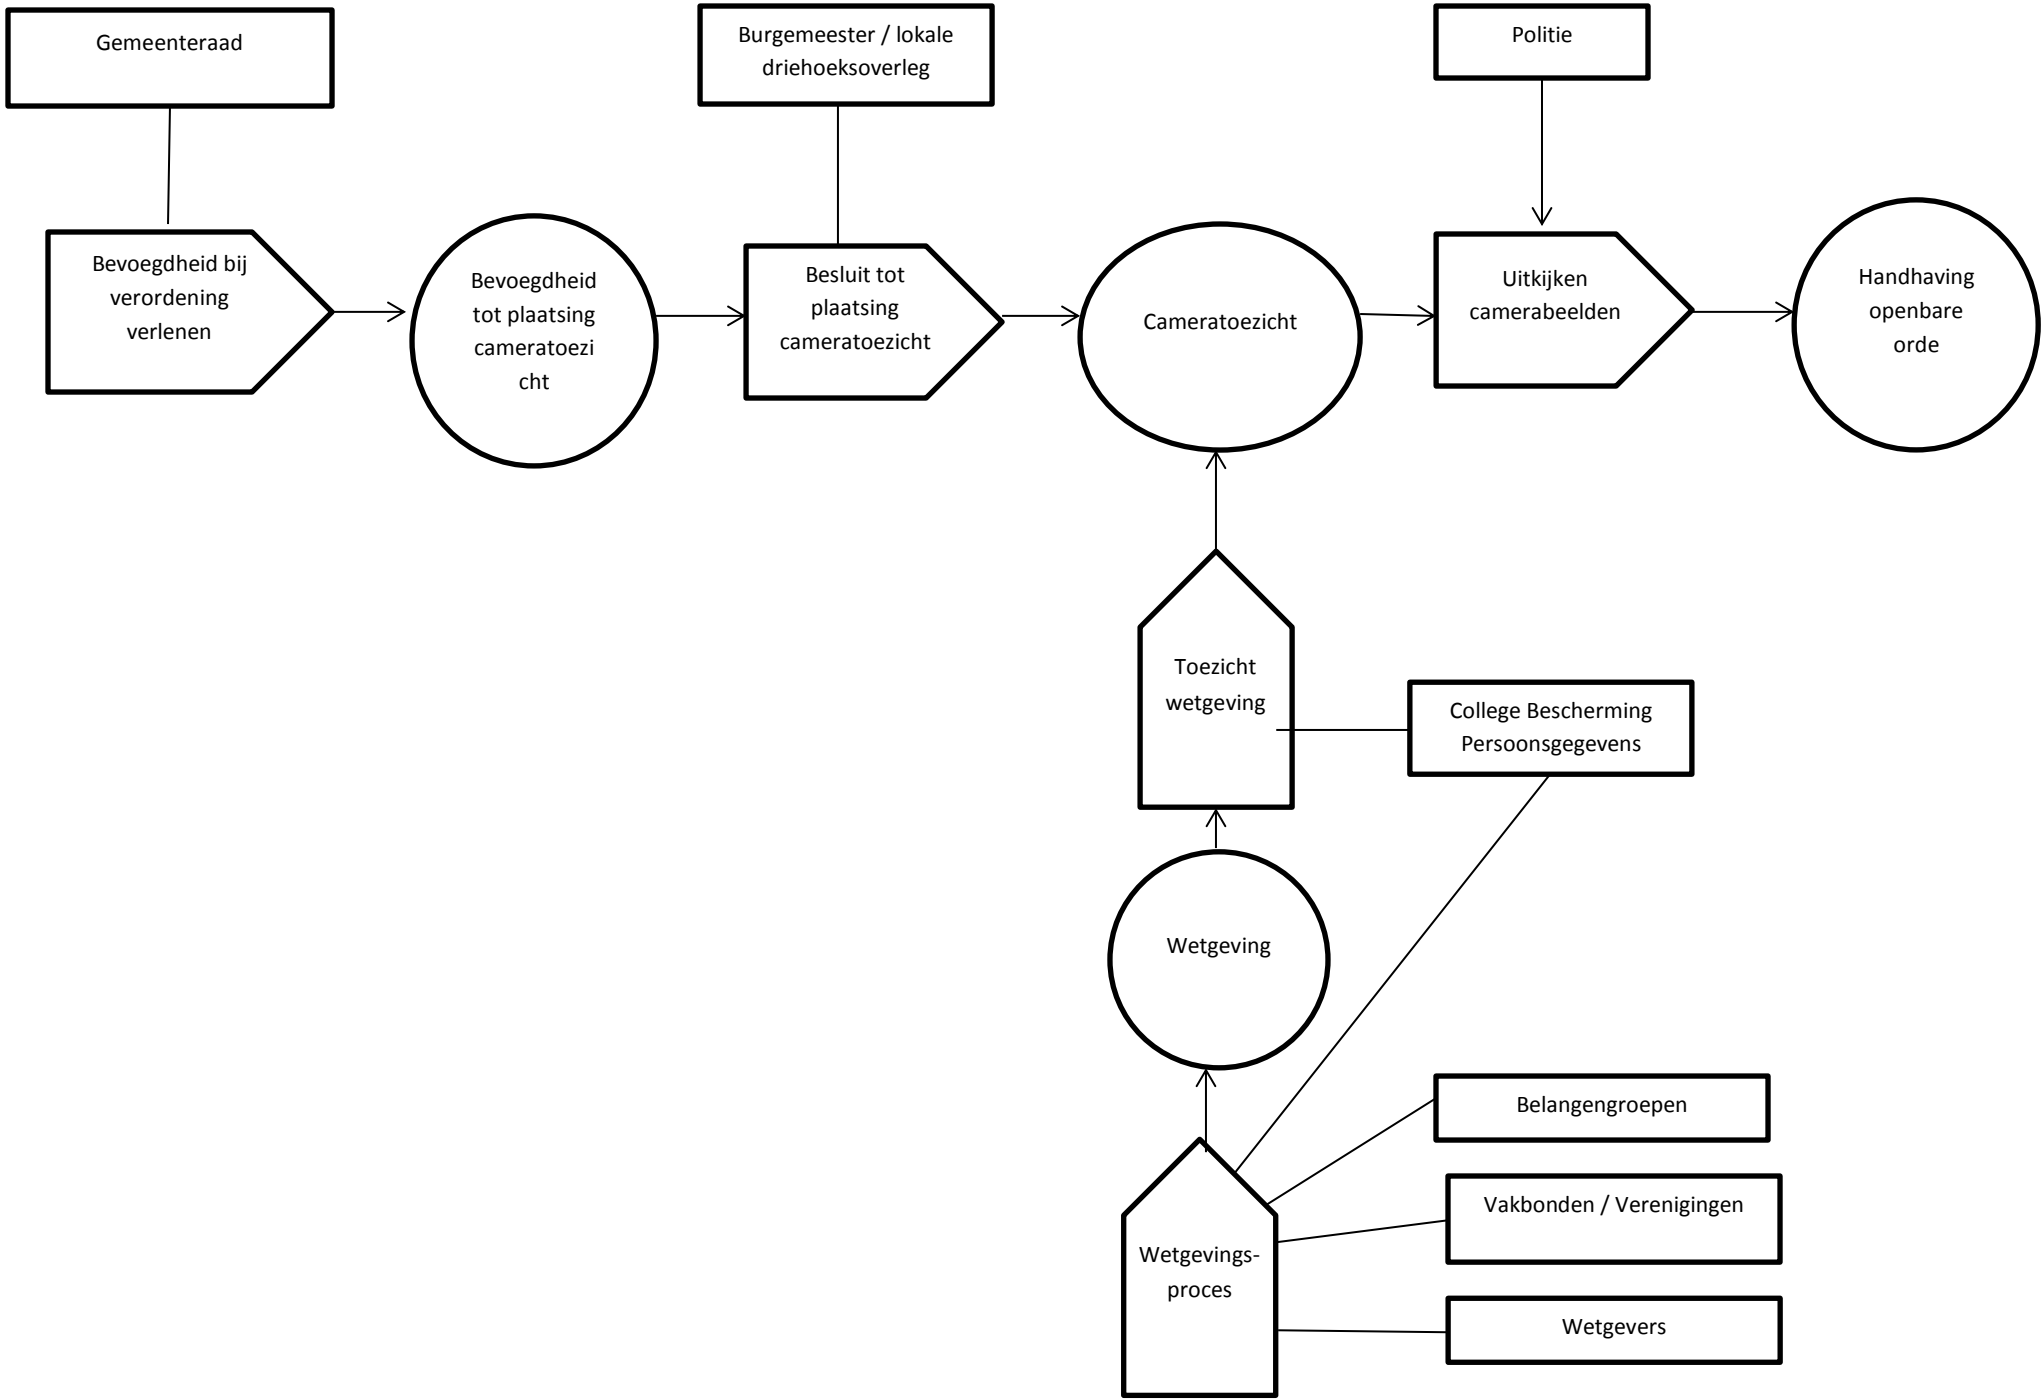 Gemeenteraad
Burgemeester / lokale
driehoeksoverleg
Politie
Bevoegdheid bij
verordening
verlenen
Bevoegdheid
tot plaatsing
cameratoezi
cht
Besluit tot
plaatsing
cameratoezicht
Cameratoezicht
Uitkijken
camerabeelden
Handhaving
openbare
orde
Toezicht
wetgeving
College Bescherming
Persoonsgegevens
Wetgeving
Belangengroepen
Vakbonden / Verenigingen
Wetgevings-
proces
Wetgevers